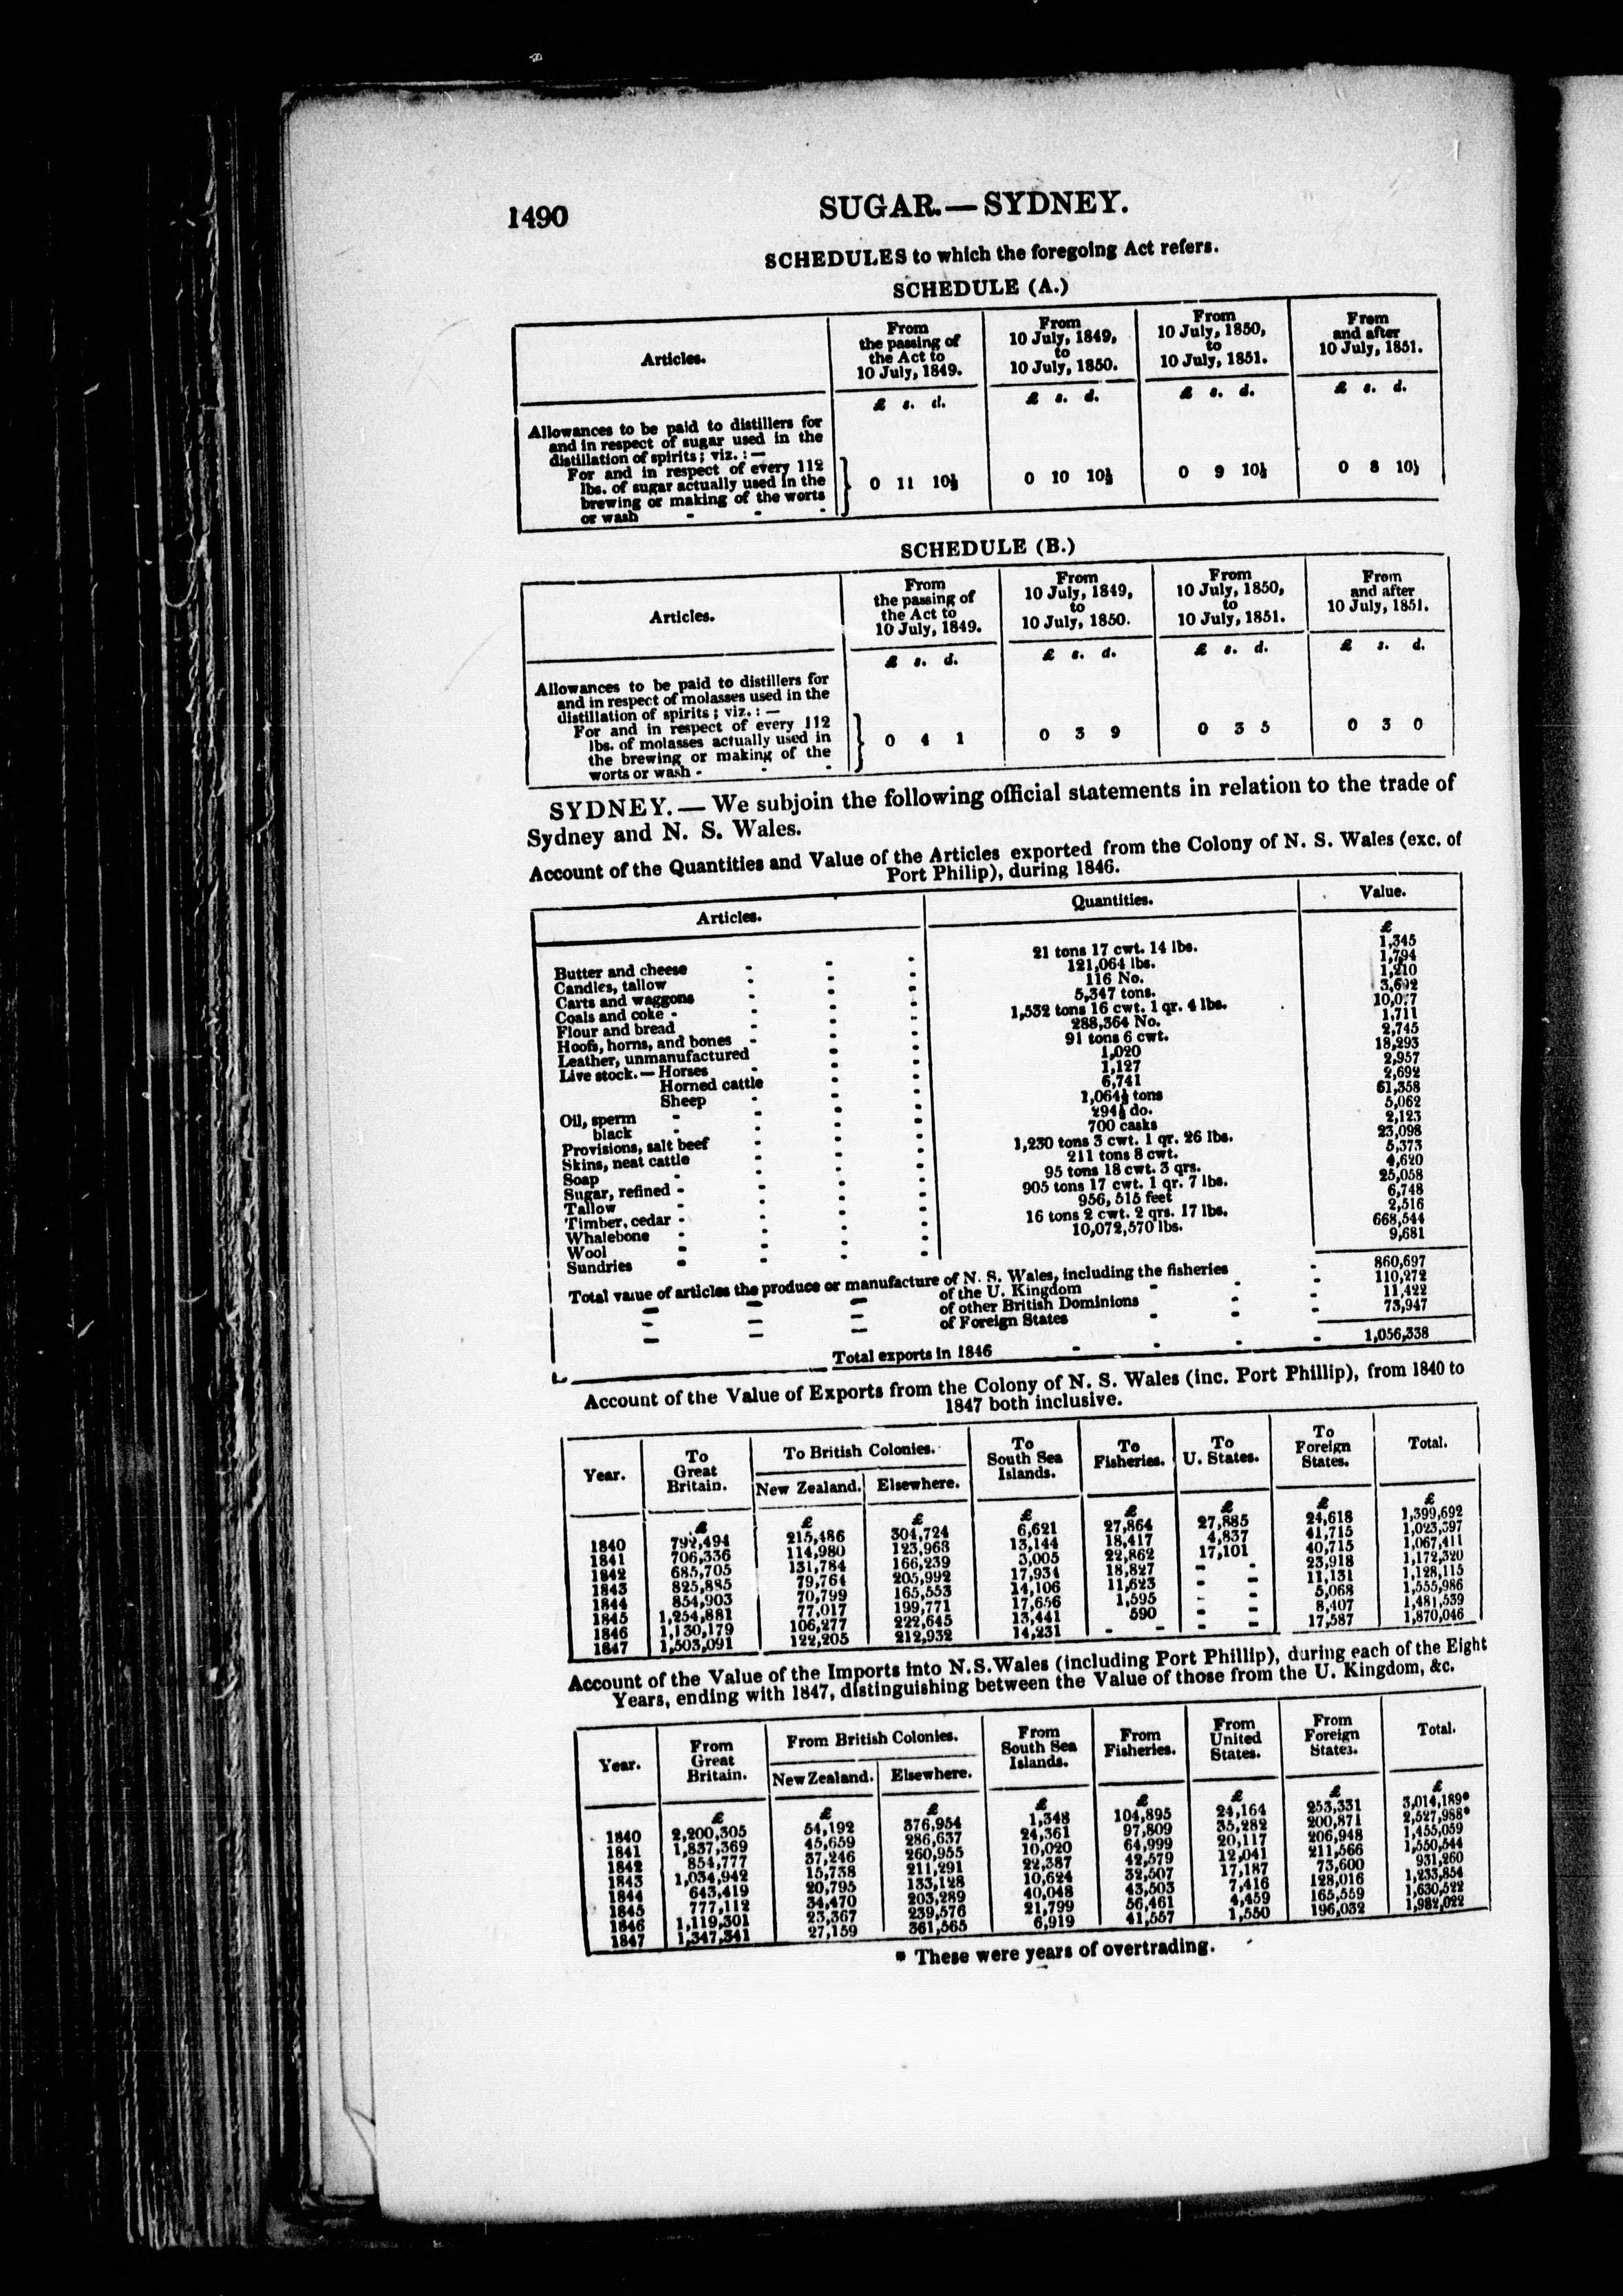 1490 SUGAR.—SYDNEY.
SCHEDULES to which the foregoing Act refers.
SCHEDULE (A.)
Articles. | From the passing of the Act to 10 July, 1849. | From 10 July, 1849, to 10 July, 1850. | From 10 July, 1850, to 10 July, 1851. | From and after 10 July, 1851.
£ s. d. | £ s. d. | £ s. d. | £ s. d.
Allowances to be paid to distillers for
and in respect of sugar used in the
distillation of spirits; viz.:—
For and in respect of every 112
lbs. of sugar actually used in the
brewing or making of the worts
or wash - - - | 0 11 10½ | 0 10 10½ | 0 9 10½ | 0 8 10½
SCHEDULE (B.)
Articles. | From the passing of the Act to 10 July, 1849. | From 10 July, 1849, to 10 July, 1850. | From 10 July, 1850, to 10 July, 1851. | From and after 10 July, 1851.
£ s. d. | £ s. d. | £ s. d. | £ s. d.
Allowances to be paid to distillers for
and in respect of molasses used in the
distillation of spirits; viz.:—
For and in respect of every 112
lbs. of molasses actually used in
the brewing or making of the
worts or wash - - - | 0 4 1 | 0 3 9 | 0 3 5 | 0 3 0
SYDNEY.— We subjoin the following official statements in relation to the trade of
Sydney and N. S. Wales.
Account of the Quantities and Value of the Articles exported from the Colony of N. S. Wales (exc. of
Port Philip), during 1846.
Articles. | Quantities. | Value.
£
Butter and cheese - - - | 21 tons 17 cwt. 14 lbs. | 1,345
Candles, tallow - - - | 121,064 lbs. | 1,794
Carts and waggons - - - | 116 No. | 1,210
Coals and coke - - - | 5,347 tons. | 3,692
Flour and bread - - - | 1,532 tons 16 cwt. 1 qr. 4 lbs. | 10,077
Hoofs, horns, and bones - - - | 288,364 No. | 1,711
Leather, unmanufactured - - | 91 tons 6 cwt. | 2,745
Live stock.— Horses - - - | 1,020 | 18,293
Horned cattle - - | 1,127 | 2,957
Sheep - - - | 6,741 | 2,692
Oil, sperm - - - - | 1,064½ tons | 61,358
black - - - - | 294½ do. | 5,062
Provisions, salt beef - - - | 700 casks | 2,123
Skins, neat cattle - - - | 1,230 tons 3 cwt. 1 qr. 26 lbs. | 23,098
Soap - - - - | 211 tons 8 cwt. | 5,373
Sugar, refined - - - - | 95 tons 18 cwt. 3 qrs. | 4,620
Tallow - - - - | 905 tons 17 cwt. 1 qr. 7 lbs. | 25,058
Timber, cedar - - - - | 956,515 feet | 6,748
Whalebone - - - - | 16 tons 2 cwt. 2 qrs. 17 lbs. | 2,516
Wool - - - - | 10,072,570 lbs. | 668,544
Sundries - - - - | 9,681
Total value of articles the produce or manufacture of N. S. Wales, including the fisheries - 860,697
— — — of the U. Kingdom - - - 110,272
— — — of other British Dominions - - 11,422
— — — of Foreign States - - - 73,947
Total exports in 1846 - - - - 1,056,338
Account of the Value of Exports from the Colony of N. S. Wales (inc. Port Phillip), from 1840 to
1847 both inclusive.
Year. | To Great Britain. | To British Colonies. New Zealand. | Elsewhere. | To South Sea Islands. | To Fisheries. | To U. States. | To Foreign States. | Total.
£ | £ | £ | £ | £ | £ | £ | £
1840 | 792,494 | 215,486 | 304,724 | 6,621 | 27,864 | 27,885 | 24,618 | 1,399,692
1841 | 706,336 | 114,980 | 123,968 | 13,144 | 18,417 | 4,837 | 41,715 | 1,023,397
1842 | 685,705 | 131,784 | 166,239 | 3,005 | 22,862 | 17,101 | 40,715 | 1,067,411
1843 | 825,885 | 79,764 | 205,992 | 17,934 | 18,827 | - - | 23,918 | 1,172,320
1844 | 854,903 | 70,799 | 165,553 | 14,106 | 11,623 | - - | 11,131 | 1,128,115
1845 | 1,254,881 | 77,017 | 199,771 | 17,656 | 1,595 | - - | 5,068 | 1,555,986
1846 | 1,130,179 | 106,277 | 222,645 | 13,441 | 590 | - - | 8,407 | 1,481,539
1847 | 1,503,091 | 122,205 | 212,932 | 14,231 | - - | - - | 17,587 | 1,870,046
Account of the Value of the Imports into N.S.Wales (including Port Phillip), during each of the Eight
Years, ending with 1847, distinguishing between the Value of those from the U. Kingdom, &c.
Year. | From Great Britain. | From British Colonies. New Zealand. | Elsewhere. | From South Sea Islands. | From Fisheries. | From United States. | From Foreign States. | Total.
£ | £ | £ | £ | £ | £ | £ | £
1840 | 2,200,305 | 54,192 | 376,954 | 1,348 | 104,895 | 24,164 | 253,331 | 3,014,189*
1841 | 1,837,369 | 45,659 | 286,637 | 24,361 | 97,809 | 35,282 | 200,871 | 2,527,988*
1842 | 854,777 | 37,246 | 260,955 | 10,020 | 64,999 | 20,117 | 206,948 | 1,455,059
1843 | 1,034,942 | 15,738 | 211,291 | 22,387 | 42,579 | 12,041 | 211,566 | 1,550,544
1844 | 643,419 | 20,795 | 133,128 | 10,624 | 32,507 | 17,187 | 73,600 | 931,260
1845 | 777,112 | 34,470 | 203,289 | 40,048 | 43,503 | 7,416 | 128,016 | 1,233,854
1846 | 1,119,301 | 23,367 | 239,576 | 21,799 | 56,461 | 4,459 | 165,559 | 1,630,522
1847 | 1,347,341 | 27,159 | 361,565 | 6,919 | 41,557 | 1,550 | 196,032 | 1,982,022
* These were years of overtrading.